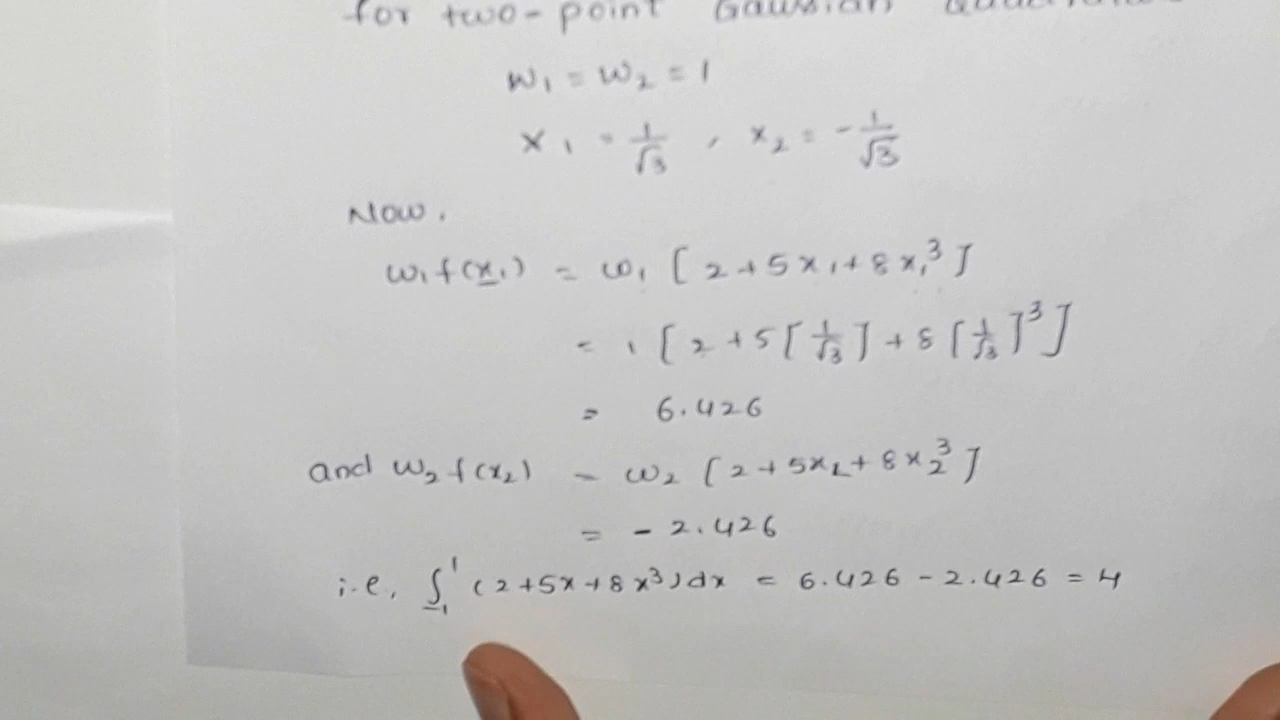 for two-point Gaussian
w₁ = w₂ = 1
x₁ = 1/√3 , x₂ = -1/√3
Now,
w₁f(x₁) = w₁ [2+5x₁+8x₁³]
= 1 [2+5[1/√3]+8[1/√3]³]
= 6.426
and w₂f(x₂) = w₂ [2+5x₂+8x₂³]
= -2.426
i.e, ∫₋₁¹ (2+5x+8x³)dx = 6.426 - 2.426 = 4